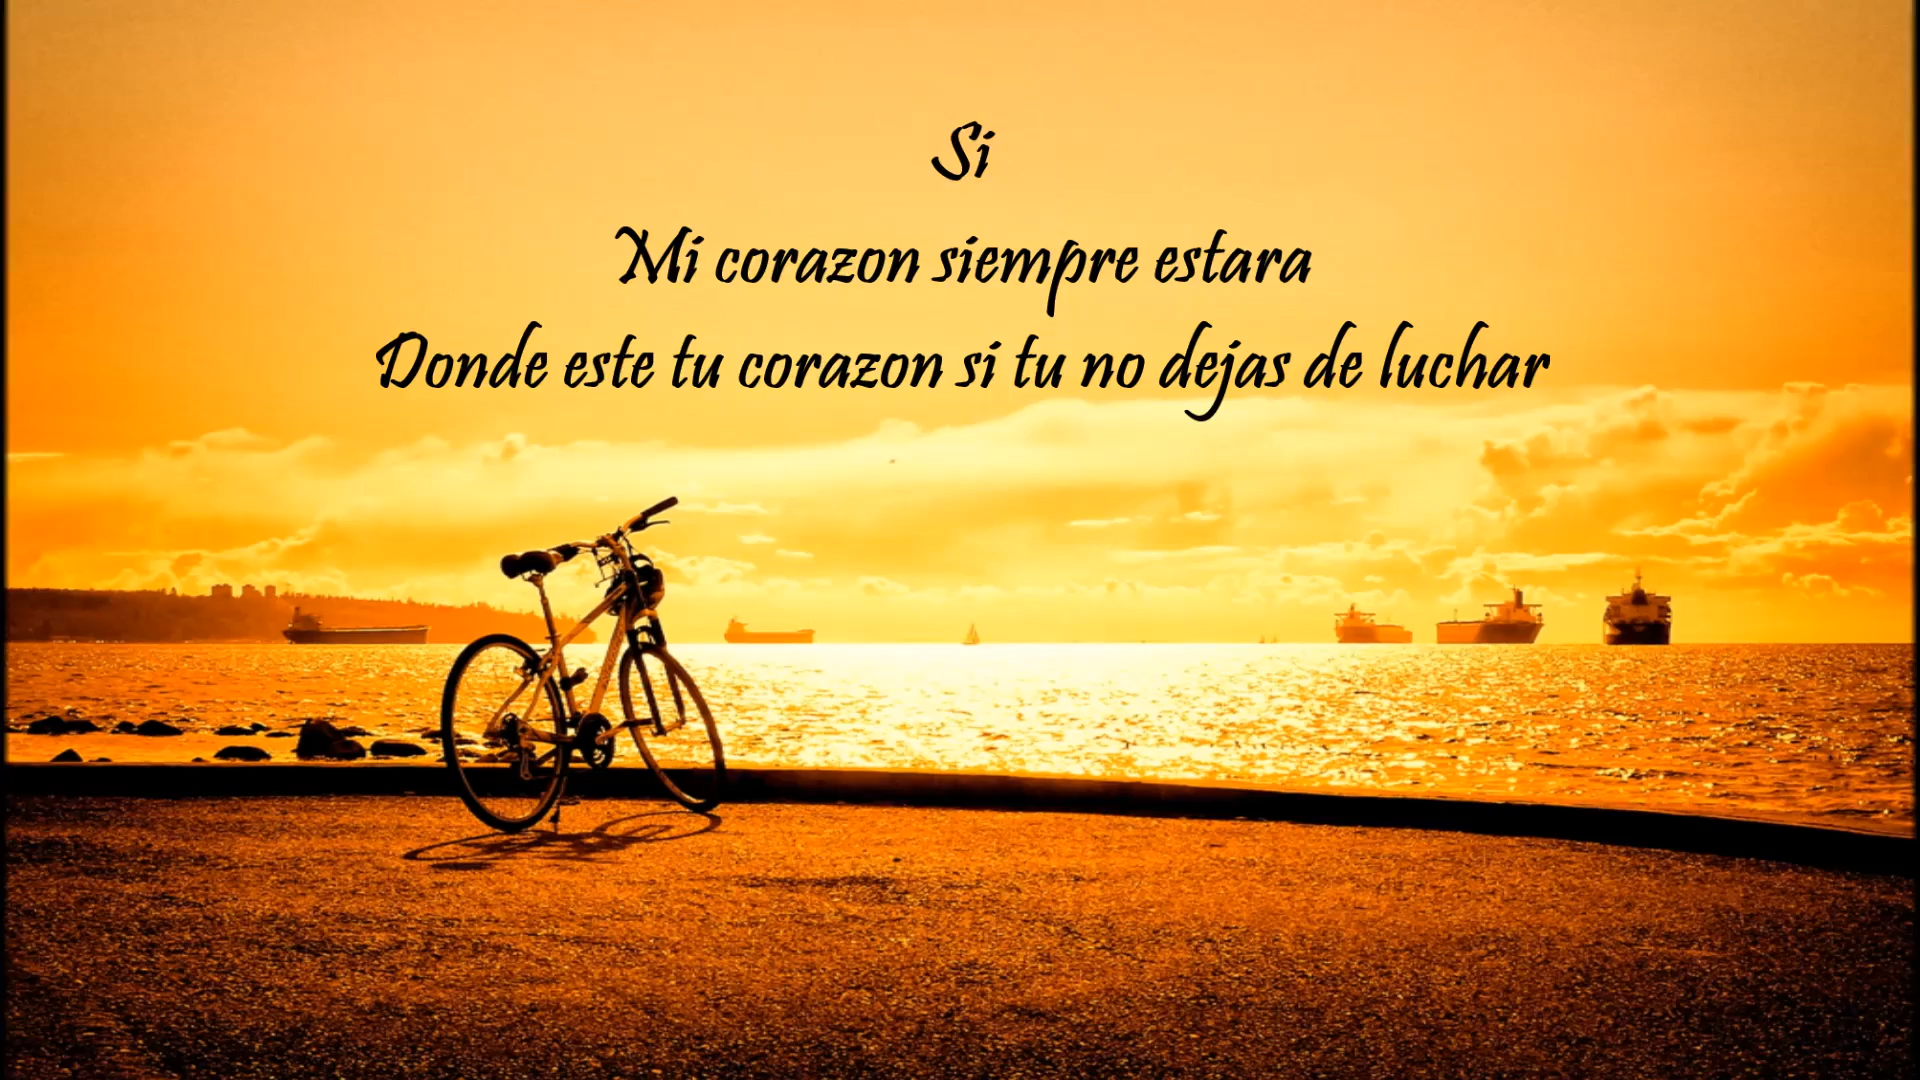 Si
Mi corazon siempre estara
Donde este tu corazon si tu no dejas de luchar